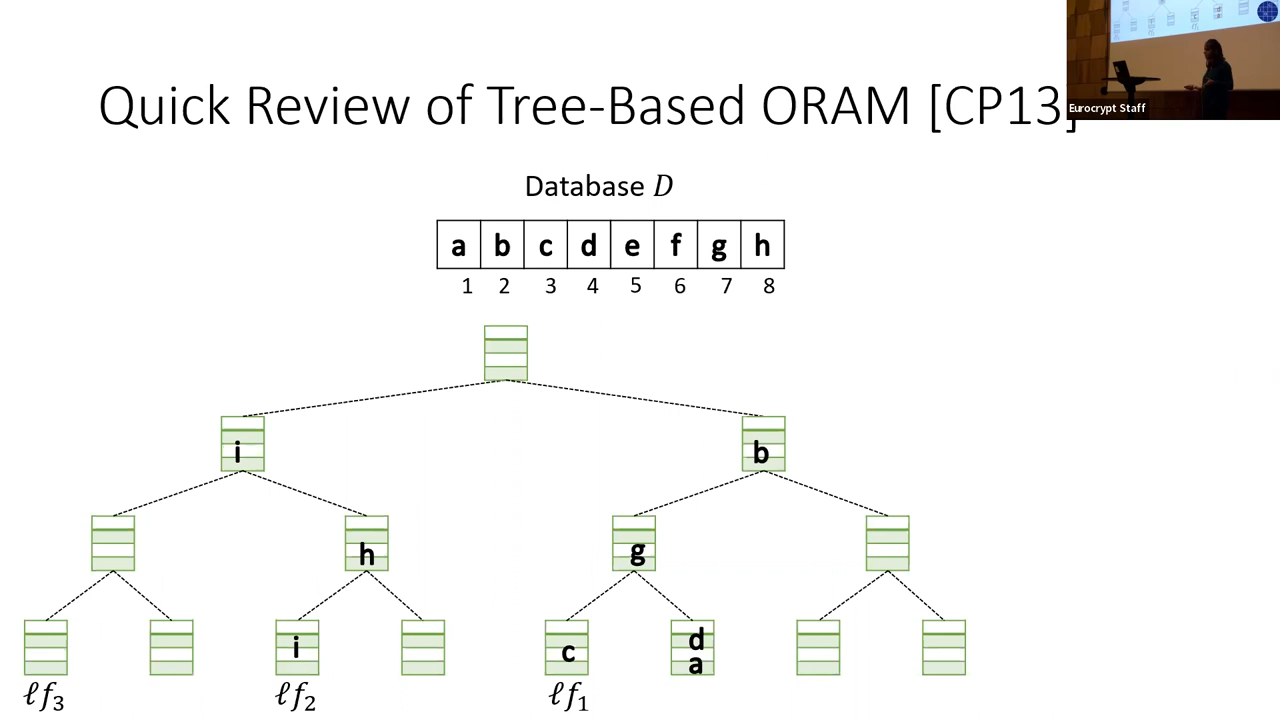 Quick Review of Tree-Based ORAM [CP13]
Eurocrypt Staff
Database D
a b c d e f g h
1 2 3 4 5 6 7 8
i b
h g
i c d
a
ℓf₃ ℓf₂ ℓf₁